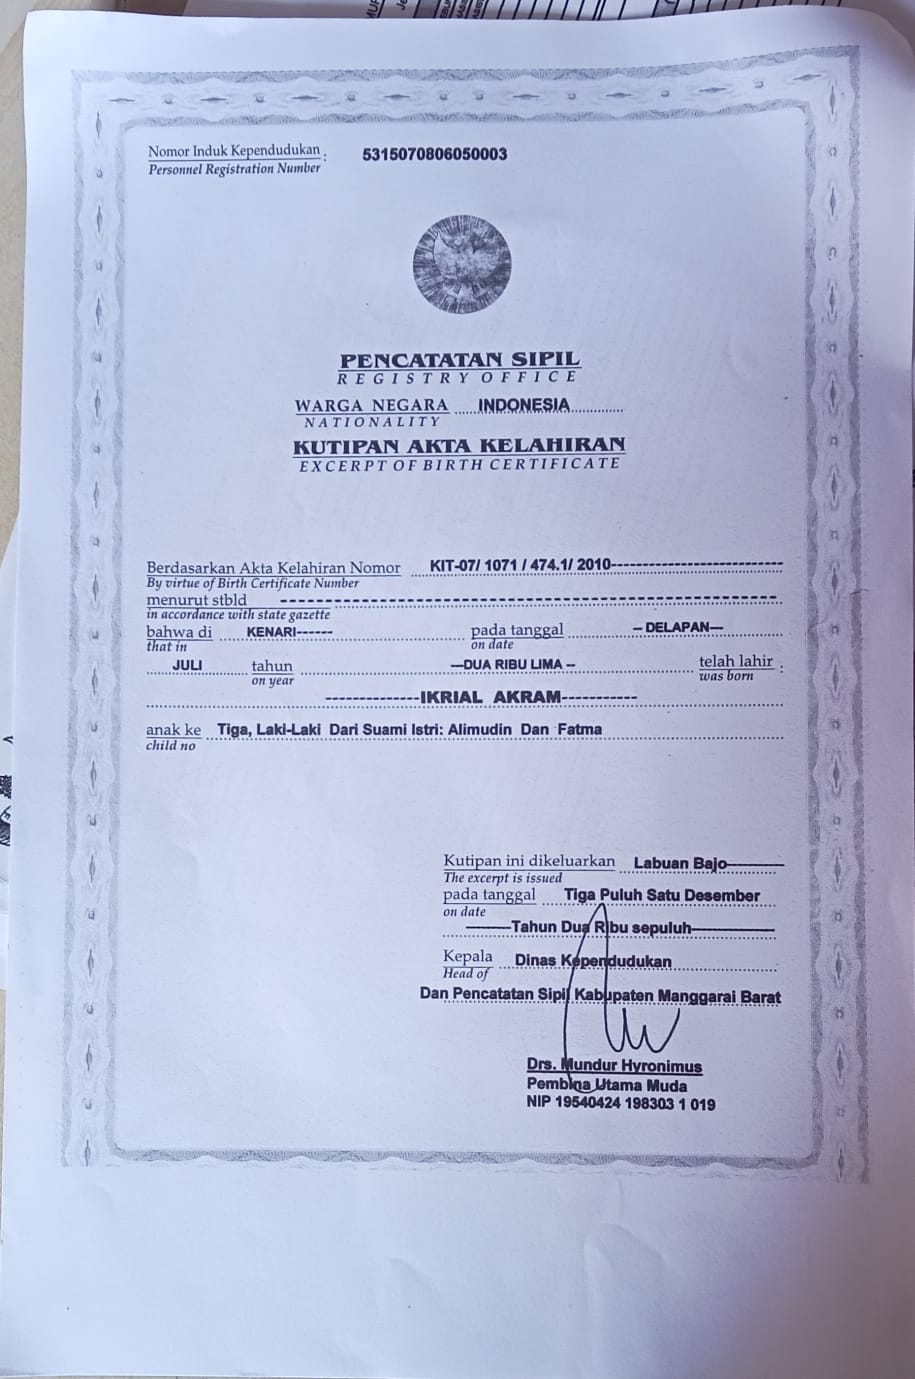 Nomor Induk Kependudukan : 5315070806050003
Personnel Registration Number
PENCATATAN SIPIL
REGISTRY OFFICE
WARGA NEGARA INDONESIA
NATIONALITY
KUTIPAN AKTA KELAHIRAN
EXCERPT OF BIRTH CERTIFICATE
Berdasarkan Akta Kelahiran Nomor KIT-07/ 1071 / 474.1/ 2010
By virtue of Birth Certificate Number
menurut stbld
in accordance with state gazette
bahwa di KENARI------ pada tanggal – DELAPAN—
that in on date
JULI tahun —DUA RIBU LIMA -- telah lahir :
on year was born
------------IKRIAL AKRAM----------
anak ke Tiga, Laki-Laki Dari Suami Istri: Alimudin Dan Fatma
child no
Kutipan ini dikeluarkan Labuan Bajo
The excerpt is issued
pada tanggal Tiga Puluh Satu Desember
on date
Tahun Dua Ribu sepuluh
Kepala Dinas Kependudukan
Head of
Dan Pencatatan Sipil Kabupaten Manggarai Barat
Drs. Mundur Hyronimus
Pembina Utama Muda
NIP 19540424 198303 1 019